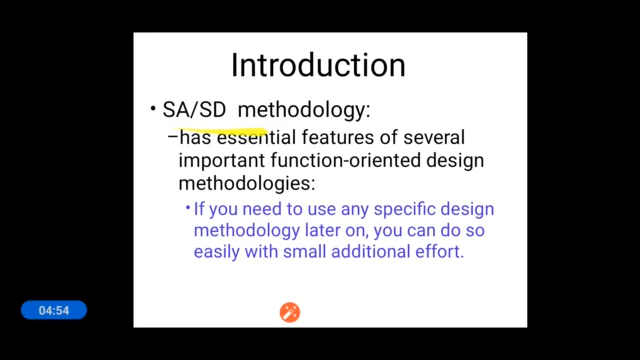 Introduction
• SA/SD methodology:
–has essential features of several
important function-oriented design
methodologies:
• If you need to use any specific design
methodology later on, you can do so
easily with small additional effort.
04:54